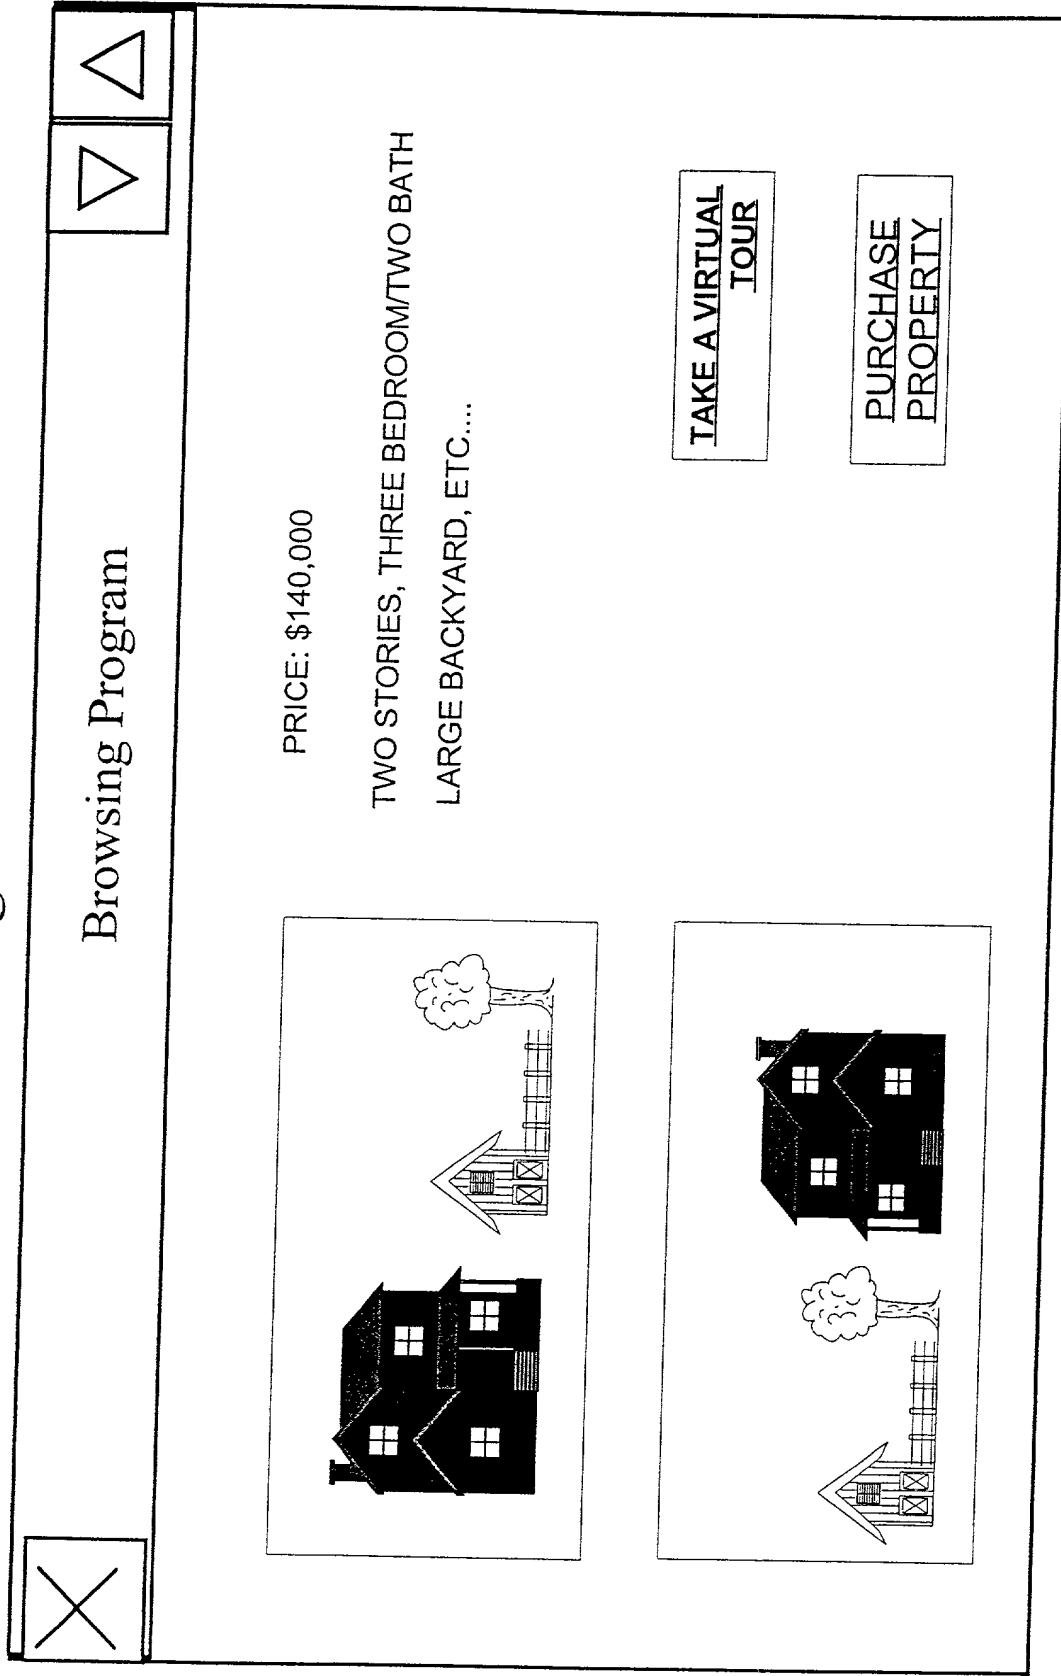 Browsing Program
PRICE: $140,000
TWO STORIES, THREE BEDROOM/TWO BATH
LARGE BACKYARD, ETC....
TAKE A VIRTUAL
TOUR
PURCHASE
PROPERTY